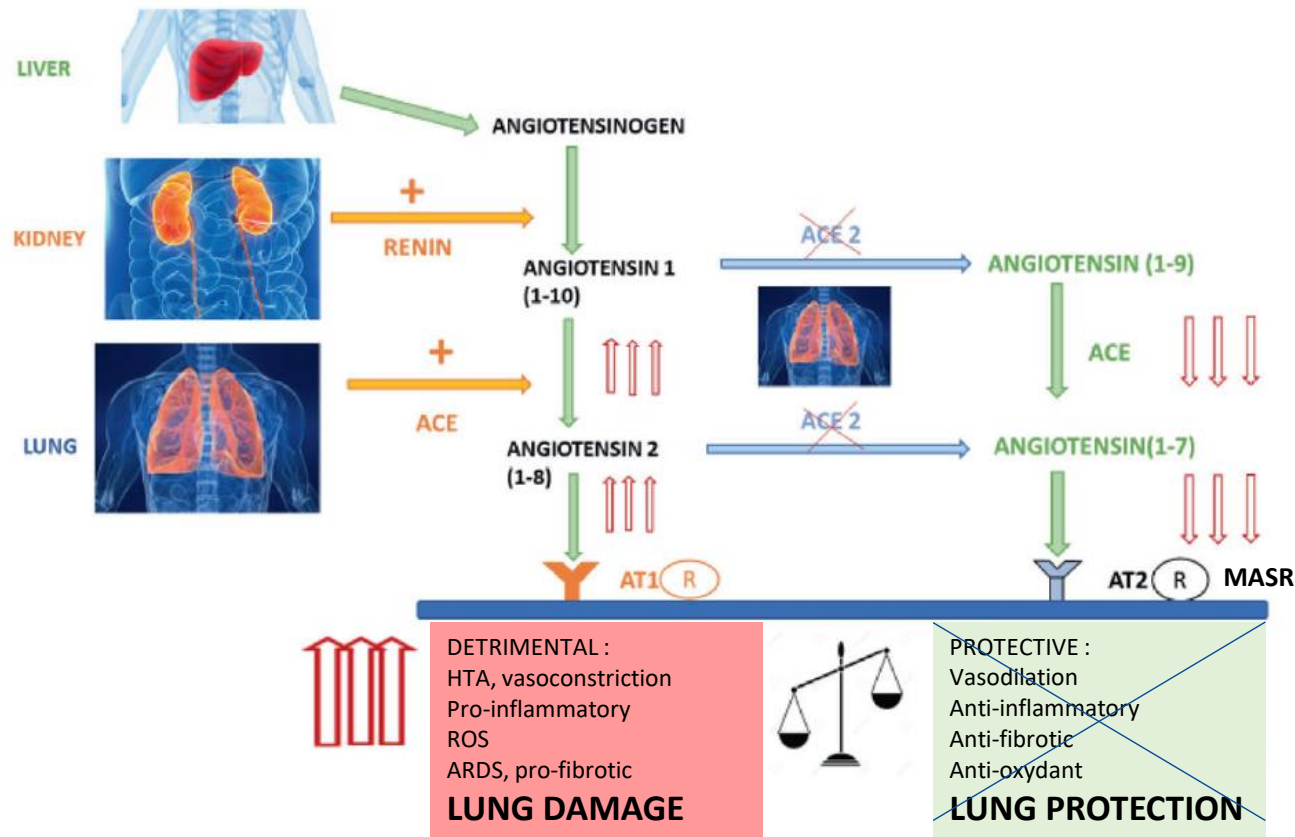 LIVER
ANGIOTENSINOGEN
KIDNEY
+
RENIN
ANGIOTENSIN 1
(1-10)
ACE 2
ANGIOTENSIN (1-9)
+
ACE
ACE
LUNG
ANGIOTENSIN 2
(1-8)
ACE 2
ANGIOTENSIN(1-7)
AT1 R
AT2 R MASR
DETRIMENTAL :
HTA, vasoconstriction
Pro-inflammatory
ROS
ARDS, pro-fibrotic
LUNG DAMAGE
PROTECTIVE :
Vasodilation
Anti-inflammatory
Anti-fibrotic
Anti-oxydant
LUNG PROTECTION